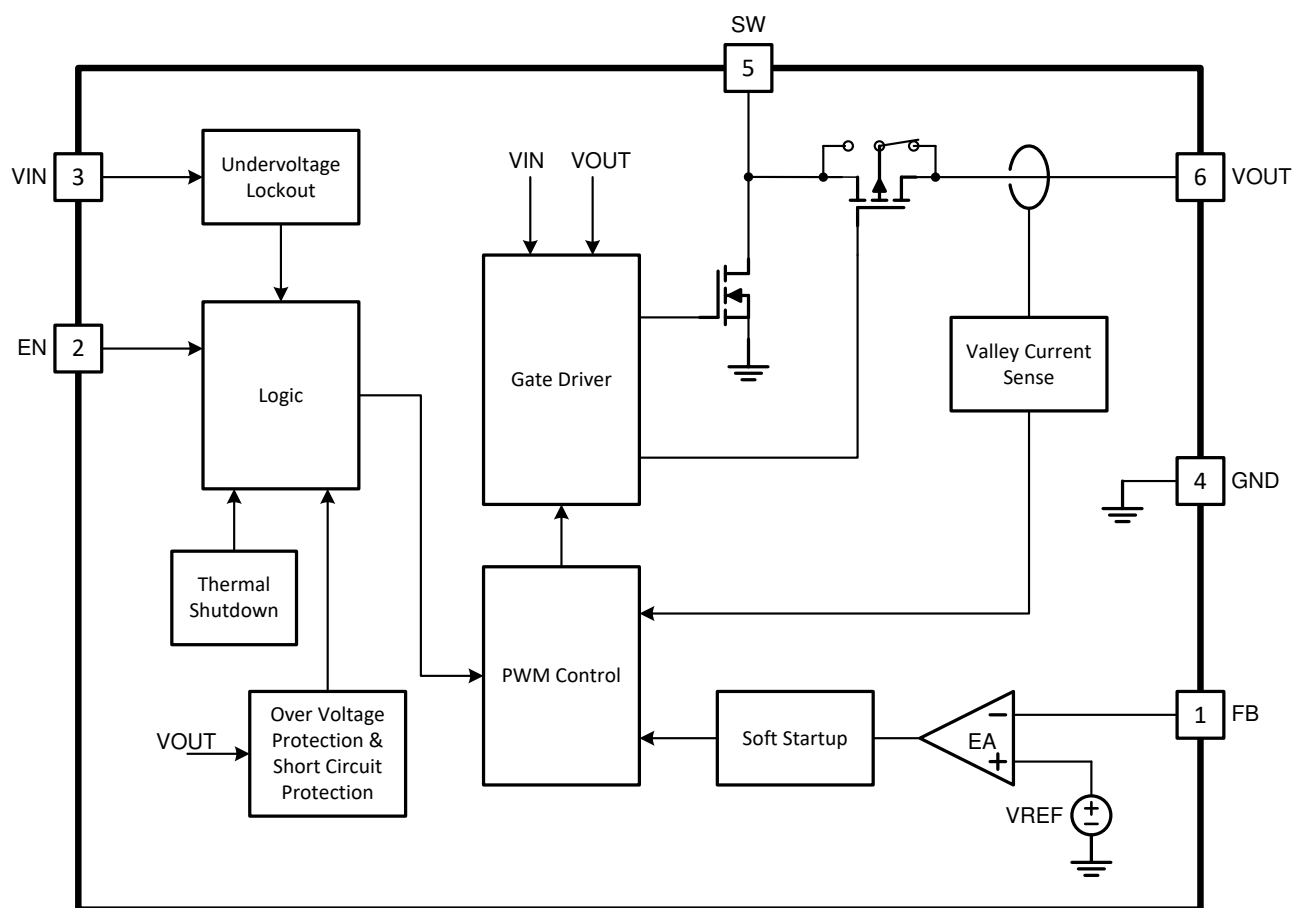 SW
5
VIN
3
Undervoltage
Lockout
VIN
VOUT
6
VOUT
EN
2
Logic
Gate Driver
Valley Current
Sense
4
GND
Thermal
Shutdown
PWM Control
VOUT
Over Voltage
Protection &
Short Circuit
Protection
Soft Startup
EA
−
+
1
FB
VREF
+
−